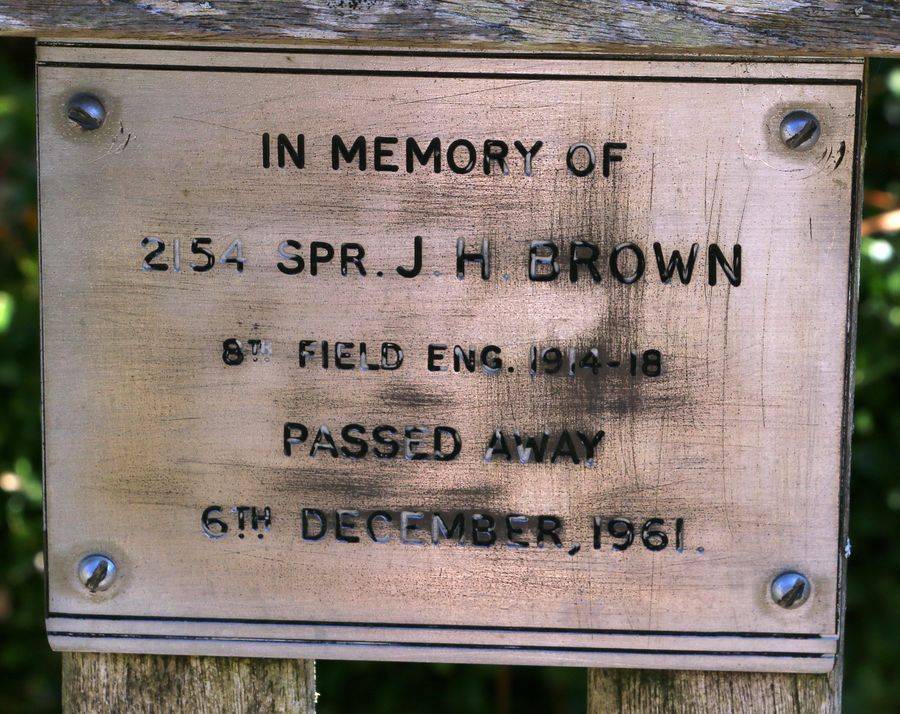 IN MEMORY OF
2154 SPR. J. H. BROWN
8TH FIELD ENG. 1914-18
PASSED AWAY
6TH DECEMBER, 1961.